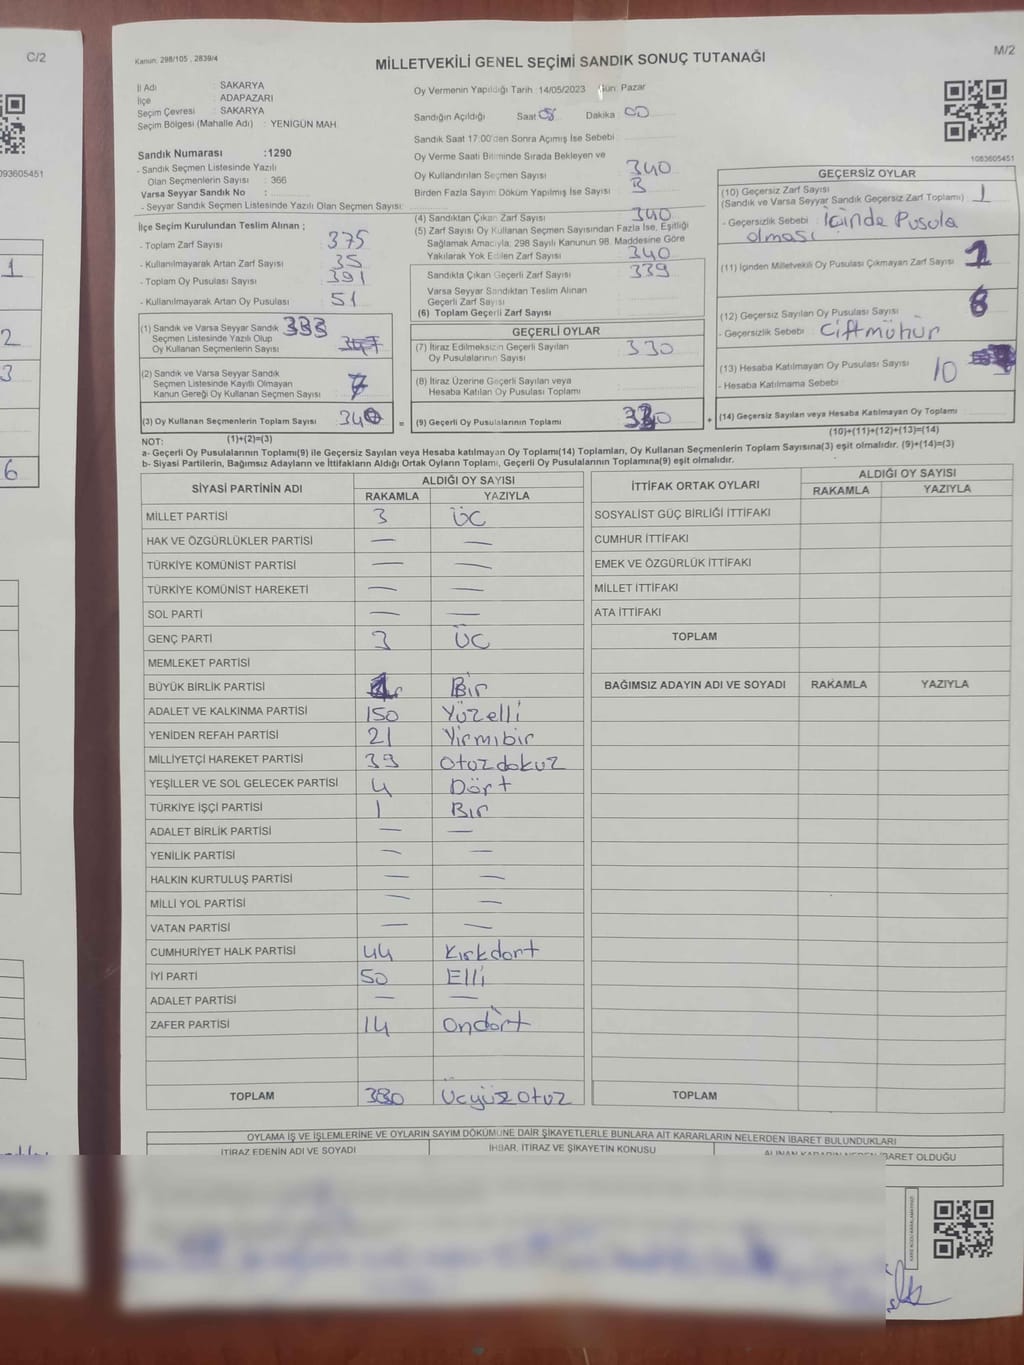 C/2
093605451
1
2
3
6
M/2
Kanun: 298/105 , 2839/4
MİLLETVEKİLİ GENEL SEÇİMİ SANDIK SONUÇ TUTANAĞI
İl Adı : SAKARYA
İlçe : ADAPAZARI
Seçim Çevresi : SAKARYA
Seçim Bölgesi (Mahalle Adı) : YENİGÜN MAH.
Sandık Numarası :1290
- Sandık Seçmen Listesinde Yazılı
Olan Seçmenlerin Sayısı : 366
Varsa Seyyar Sandık No :
- Seyyar Sandık Seçmen Listesinde Yazılı Olan Seçmen Sayısı:
Oy Vermenin Yapıldığı Tarih :14/05/2023 Gün: Pazar
Sandığın Açıldığı Saat 08 Dakika 00
Sandık Saat 17:00'den Sonra Açımış İse Sebebi
Oy Verme Saati Bitiminde Sırada Bekleyen ve
Oy Kullandırılan Seçmen Sayısı 340
Birden Fazla Sayım Döküm Yapılmış İse Sayısı 3
1083605451
İlçe Seçim Kurulundan Teslim Alınan ;
- Toplam Zarf Sayısı 375
- Kullanılmayarak Artan Zarf Sayısı 35
- Toplam Oy Pusulası Sayısı 391
- Kullanılmayarak Artan Oy Pusulası 51
(4) Sandıktan Çıkan Zarf Sayısı 340
(5) Zarf Sayısı Oy Kullanan Seçmen Sayısından Fazla İse, Eşitliği
Sağlamak Amacıyla; 298 Sayılı Kanunun 98. Maddesine Göre
Yakılarak Yok Edilen Zarf Sayısı 340
Sandıkta Çıkan Geçerli Zarf Sayısı 339
Varsa Seyyar Sandıktan Teslim Alınan
Geçerli Zarf Sayısı
(6) Toplam Geçerli Zarf Sayısı
GEÇERSİZ OYLAR
(10) Geçersiz Zarf Sayısı 1
(Sandık ve Varsa Seyyar Sandık Geçersiz Zarf Toplamı)
- Geçersizlik Sebebi : içinde Pusula
olması
(11) İçinden Milletvekili Oy Pusulası Çıkmayan Zarf Sayısı 1
(12) Geçersiz Sayılan Oy Pusulası Sayısı
- Geçersizlik Sebebi : Çiftmühür
(13) Hesaba Katılmayan Oy Pusulası Sayısı 10
- Hesaba Katılmama Sebebi
(14) Geçersiz Sayılan veya Hesaba Katılmayan Oy Toplamı
(10)+(11)+(12)+(13)=(14)
(1) Sandık ve Varsa Seyyar Sandık 333
Seçmen Listesinde Yazılı Olup
Oy Kullanan Seçmenlerin Sayısı
(2) Sandık ve Varsa Seyyar Sandık
Seçmen Listesinde Kayıtlı Olmayan
Kanun Gereği Oy Kullanan Seçmen Sayısı 7
(3) Oy Kullanan Seçmenlerin Toplam Sayısı 340 =
(1)+(2)=(3)
GEÇERLİ OYLAR
(7) İtiraz Edilmeksizin Geçerli Sayılan
Oy Pusulalarının Sayısı 330
(8) İtiraz Üzerine Geçerli Sayılan veya
Hesaba Katılan Oy Pusulası Toplamı
(9) Geçerli Oy Pusulalarının Toplamı 330 +
NOT:
a- Geçerli Oy Pusulalarının Toplamı(9) ile Geçersiz Sayılan veya Hesaba katılmayan Oy Toplamı(14) Toplamları, Oy Kullanan Seçmenlerin Toplam Sayısına(3) eşit olmalıdır. (9)+(14)=(3)
b- Siyasi Partilerin, Bağımsız Adayların ve İttifakların Aldığı Ortak Oyların Toplamı, Geçerli Oy Pusulalarının Toplamına(9) eşit olmalıdır.
SİYASİ PARTİNİN ADI ALDIĞI OY SAYISI
RAKAMLA YAZIYLA
MİLLET PARTİSİ 3 Üç
HAK VE ÖZGÜRLÜKLER PARTİSİ — —
TÜRKİYE KOMÜNİST PARTİSİ — —
TÜRKİYE KOMÜNİST HAREKETİ — —
SOL PARTİ — —
GENÇ PARTİ 3 Üç
MEMLEKET PARTİSİ
BÜYÜK BİRLİK PARTİSİ 1 Bir
ADALET VE KALKINMA PARTİSİ 150 Yüzelli
YENİDEN REFAH PARTİSİ 21 Yirmibir
MİLLİYETÇİ HAREKET PARTİSİ 39 Otuzdokuz
YEŞİLLER VE SOL GELECEK PARTİSİ 4 Dört
TÜRKİYE İŞÇİ PARTİSİ 1 Bir
ADALET BİRLİK PARTİSİ — —
YENİLİK PARTİSİ — —
HALKIN KURTULUŞ PARTİSİ — —
MİLLİ YOL PARTİSİ — —
VATAN PARTİSİ — —
CUMHURİYET HALK PARTİSİ 44 Kırkdört
İYİ PARTİ 50 Elli
ADALET PARTİSİ — —
ZAFER PARTİSİ 14 Ondört
TOPLAM 330 Üçyüz otuz
İTTİFAK ORTAK OYLARI ALDIĞI OY SAYISI
RAKAMLA YAZIYLA
SOSYALİST GÜÇ BİRLİĞİ İTTİFAKI
CUMHUR İTTİFAKI
EMEK VE ÖZGÜRLÜK İTTİFAKI
MİLLET İTTİFAKI
ATA İTTİFAKI
TOPLAM
BAĞIMSIZ ADAYIN ADI VE SOYADI RAKAMLA YAZIYLA
TOPLAM
OYLAMA İŞ VE İŞLEMLERİNE VE OYLARIN SAYIM DÖKÜMÜNE DAİR ŞİKAYETLERLE BUNLARA AİT KARARLARIN NELERDEN İBARET BULUNDUKLARI
İTİRAZ EDENİN ADI VE SOYADI İHBAR, İTİRAZ VE ŞİKAYETİN KONUSU İBARET OLDUĞU